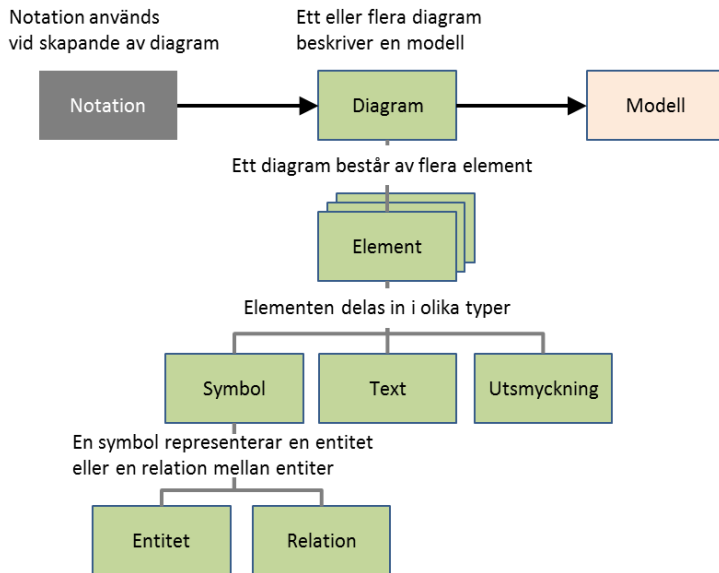 Notation används
vid skapande av diagram
Ett eller flera diagram
beskriver en modell
Notation
Diagram
Modell
Ett diagram består av flera element
Element
Elementen delas in i olika typer
Symbol
Text
Utsmyckning
En symbol representerar en entitet
eller en relation mellan entiter
Entitet
Relation